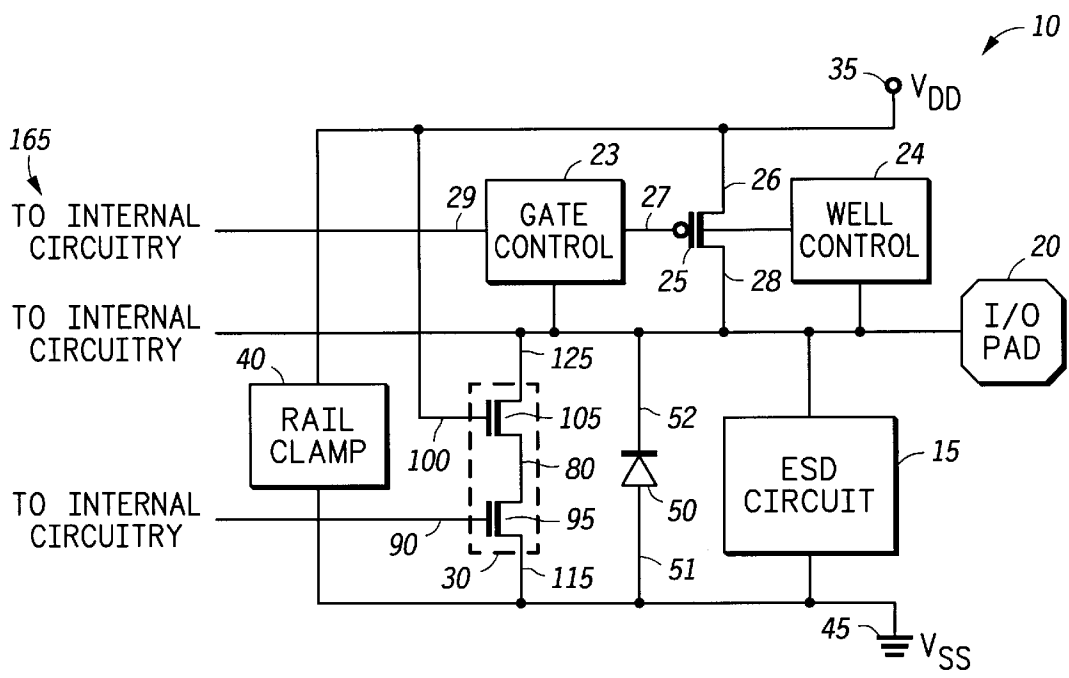 10
35
VDD
165
23
24
26
TO INTERNAL
CIRCUITRY
29
GATE
CONTROL
27
25
WELL
CONTROL
28
20
TO INTERNAL
CIRCUITRY
I/O
PAD
40
125
RAIL
CLAMP
100
105
52
80
15
ESD
CIRCUIT
50
TO INTERNAL
CIRCUITRY
90
95
30
115
51
45
VSS